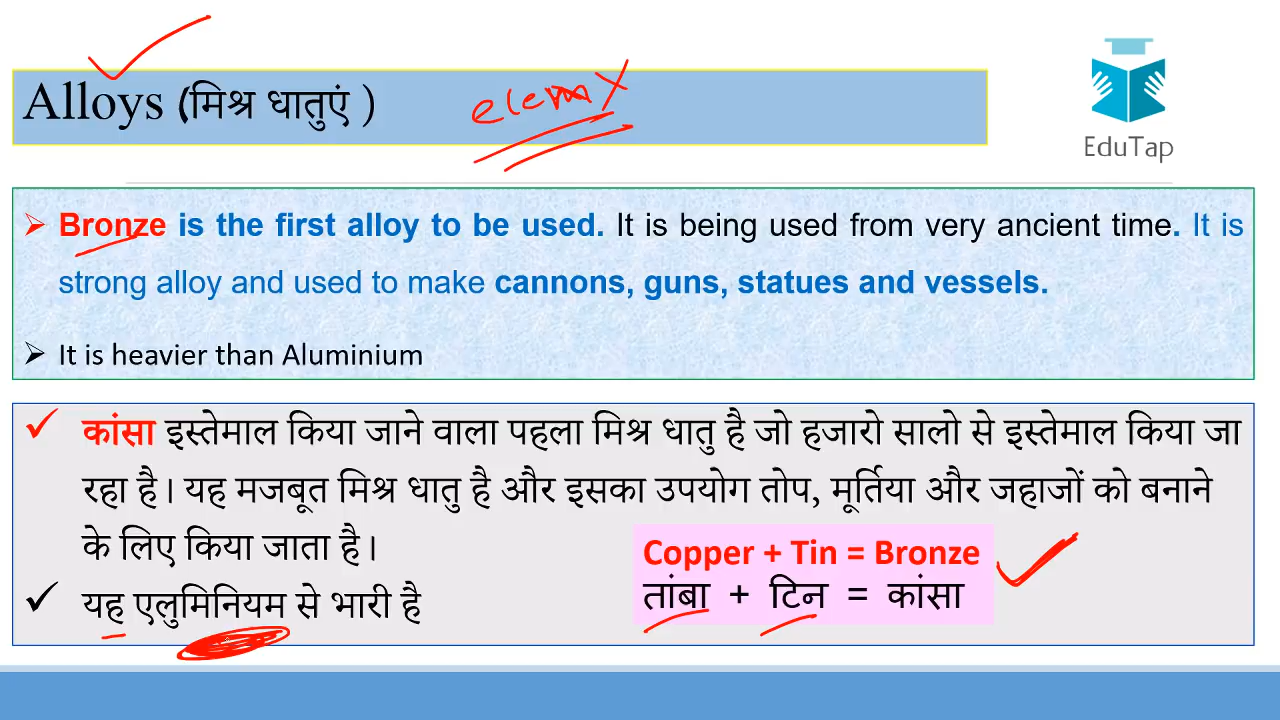 Alloys (मिश्र धातुएं )
EduTap
Bronze is the first alloy to be used. It is being used from very ancient time. It is
strong alloy and used to make cannons, guns, statues and vessels.
It is heavier than Aluminium
कांसा इस्तेमाल किया जाने वाला पहला मिश्र धातु है जो हजारो सालो से इस्तेमाल किया जा
रहा है। यह मजबूत मिश्र धातु है और इसका उपयोग तोप, मूर्तिया और जहाजों को बनाने
के लिए किया जाता है।
यह एलुमिनियम से भारी है
Copper + Tin = Bronze
तांबा + टिन = कांसा